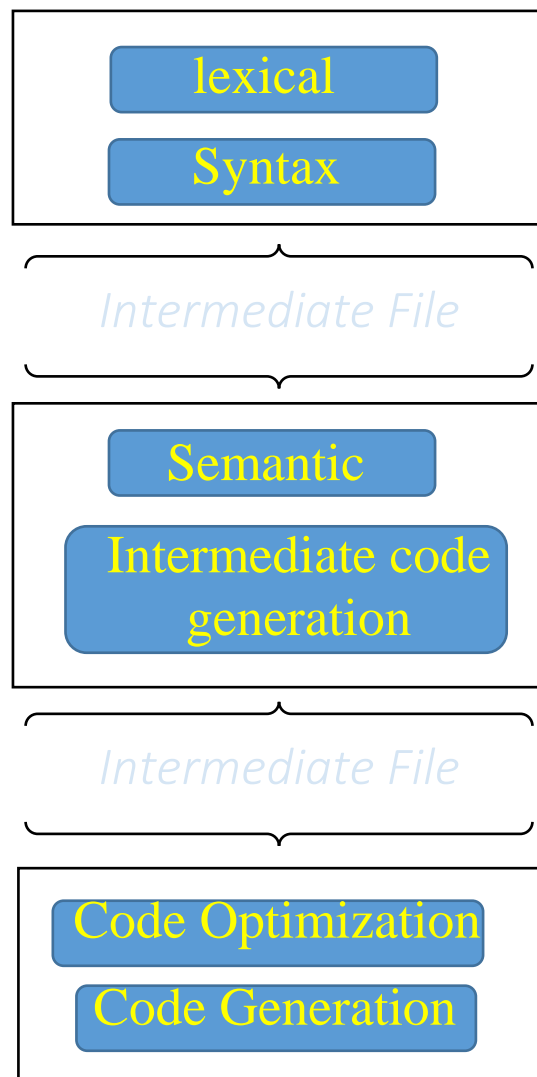 lexical
Syntax
Intermediate File
Semantic
Intermediate code
generation
Intermediate File
Code Optimization
Code Generation